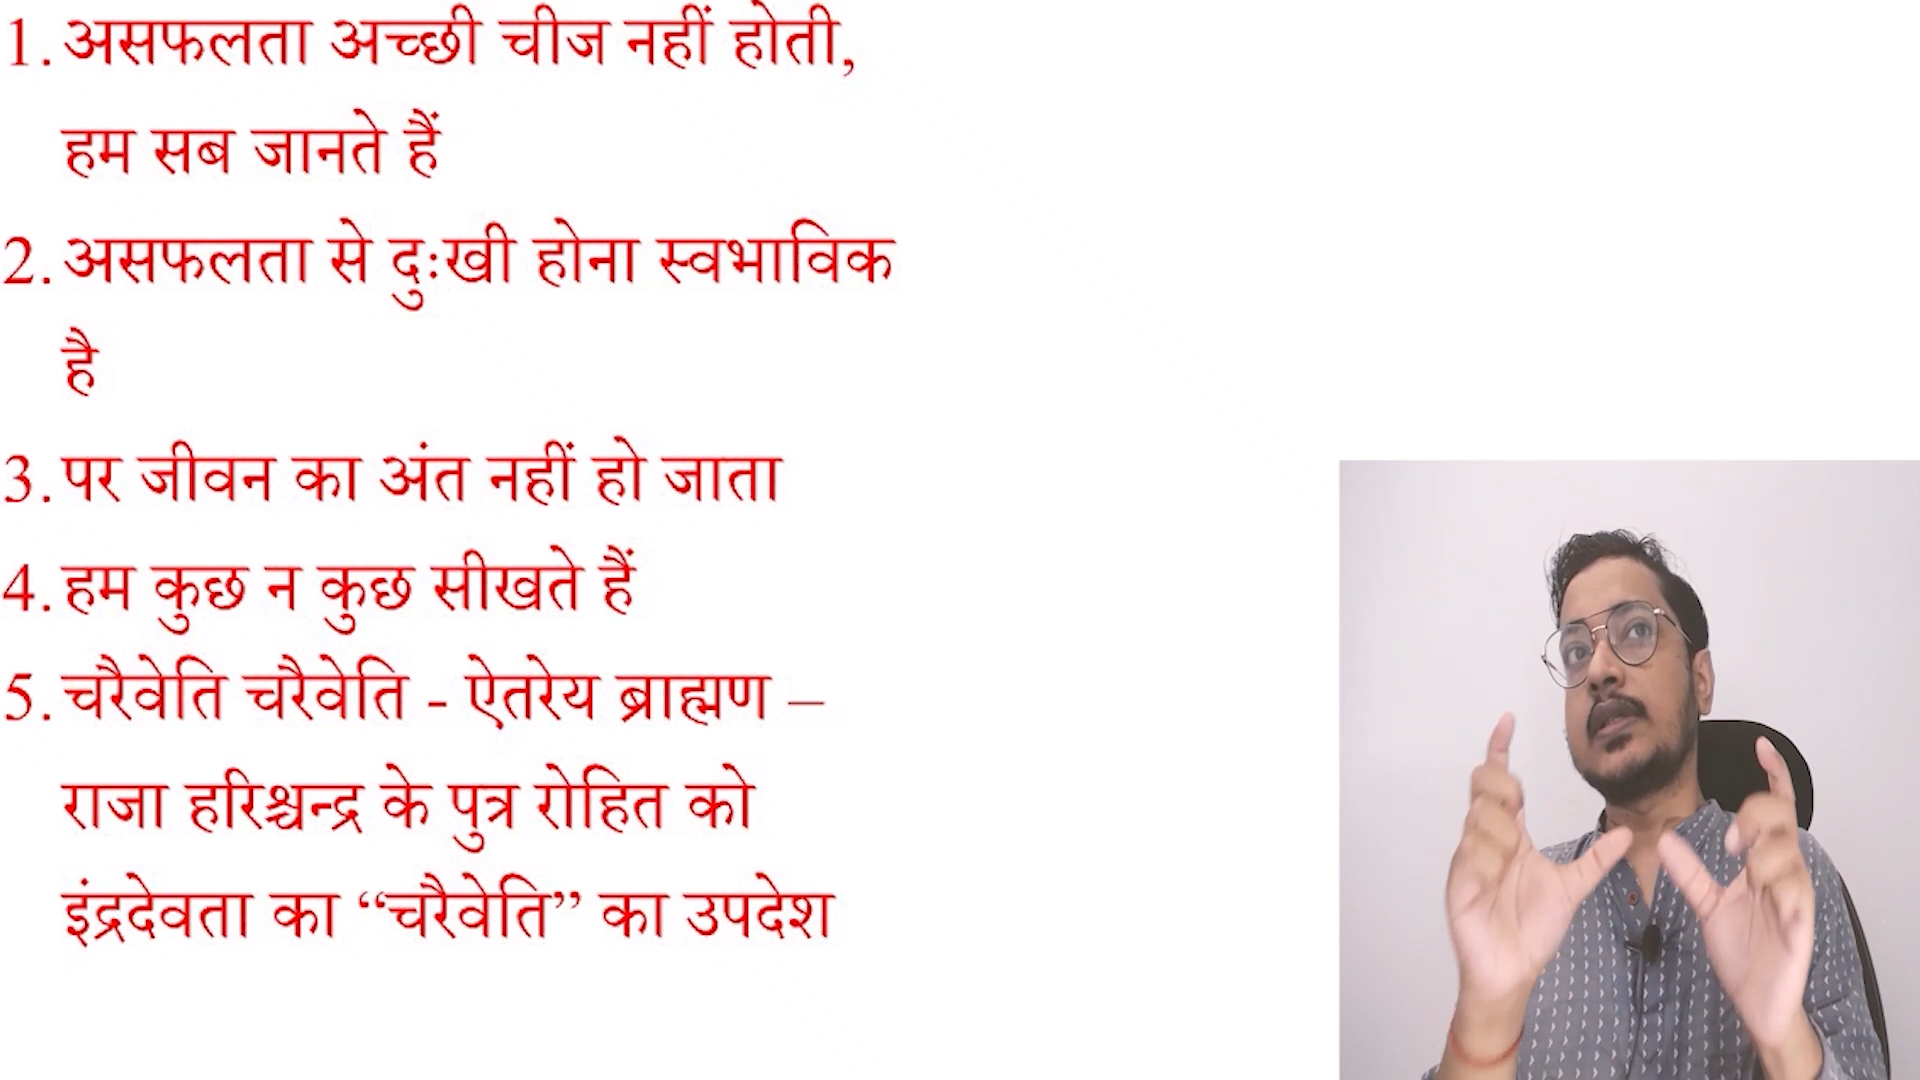 1. असफलता अच्छी चीज नहीं होती,
हम सब जानते हैं
2. असफलता से दुःखी होना स्वभाविक
है
3. पर जीवन का अंत नहीं हो जाता
4. हम कुछ न कुछ सीखते हैं
5. चरैवेति चरैवेति - ऐतरेय ब्राह्मण –
राजा हरिश्चन्द्र के पुत्र रोहित को
इंद्रदेवता का “चरैवेति” का उपदेश